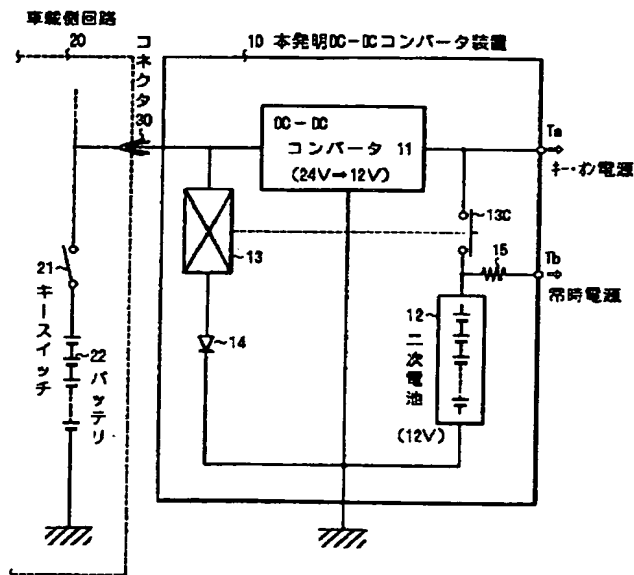 車載側回路
20
コネクタ
30
10 本発明DC-DCコンバータ装置
DC-DC
コンバータ 11
(24V→12V)
Ta
キー・オン電源
13C
15
Tb
常時電源
13
14
12
二次電池
(12V)
21
キースイッチ
22
バッテリ